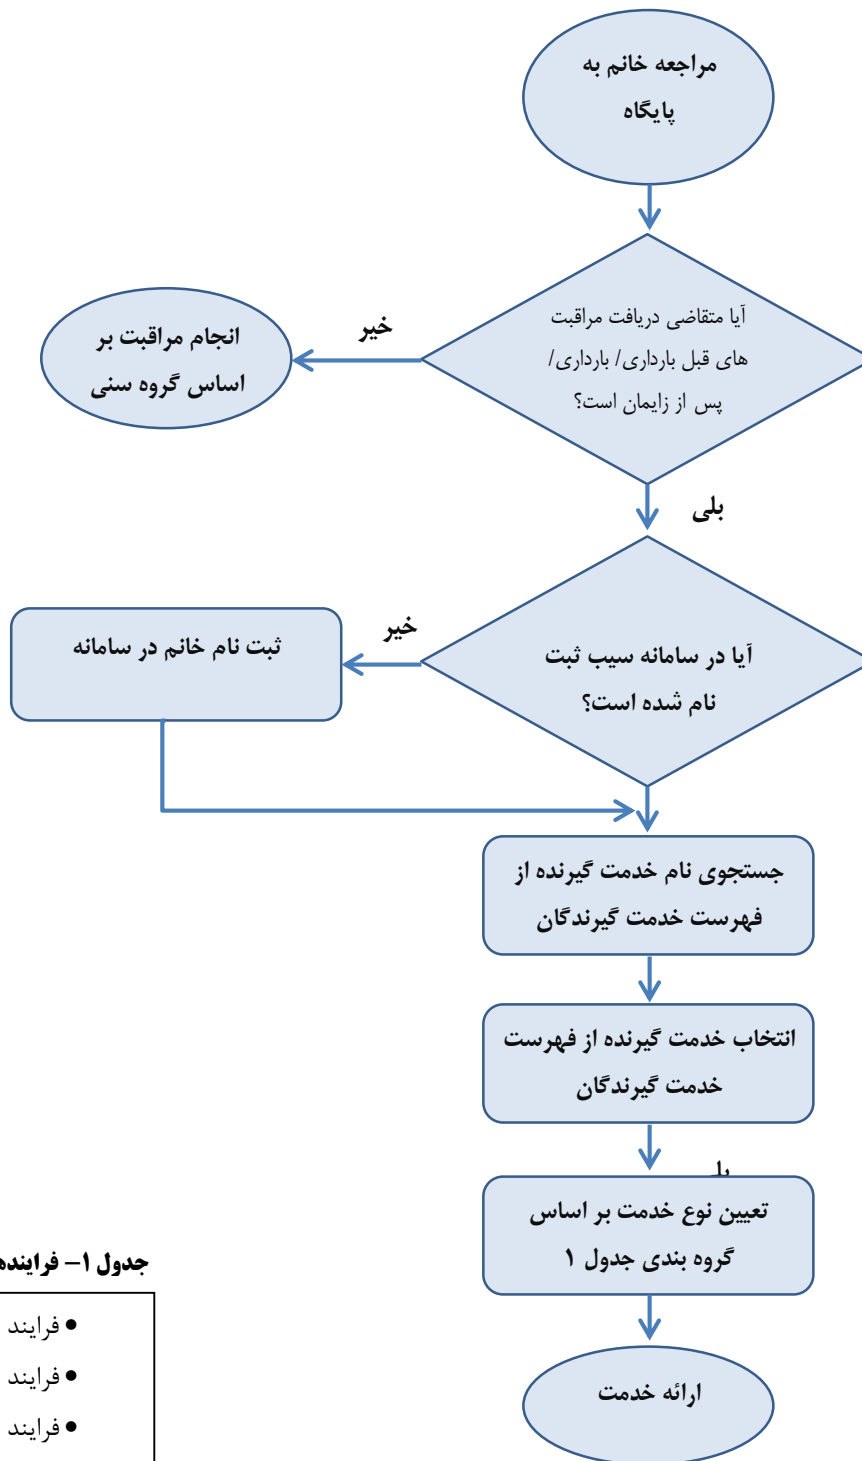 مراجعه خانم به
پایگاه
آیا متقاضی دریافت مراقبت
های قبل بارداری/ بارداری/
پس از زایمان است؟
خیر
انجام مراقبت بر
اساس گروه سنی
بلی
آیا در سامانه سیب ثبت
نام شده است؟
خیر
ثبت نام خانم در سامانه
جستجوی نام خدمت گیرنده از
فهرست خدمت گیرندگان
انتخاب خدمت گیرنده از فهرست
خدمت گیرندگان
تعیین نوع خدمت بر اساس
گروه بندی جدول ۱
ارائه خدمت
جدول ۱–
• فرایند
• فرایند
• فرایند